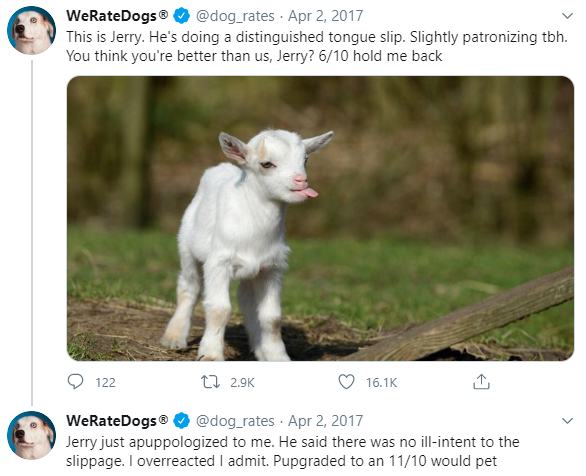 WeRateDogs® @dog_rates · Apr 2, 2017
This is Jerry. He's doing a distinguished tongue slip. Slightly patronizing tbh.
You think you're better than us, Jerry? 6/10 hold me back
122 2.9K 16.1K
WeRateDogs® @dog_rates · Apr 2, 2017
Jerry just apuppologized to me. He said there was no ill-intent to the
slippage. I overreacted I admit. Pupgraded to an 11/10 would pet